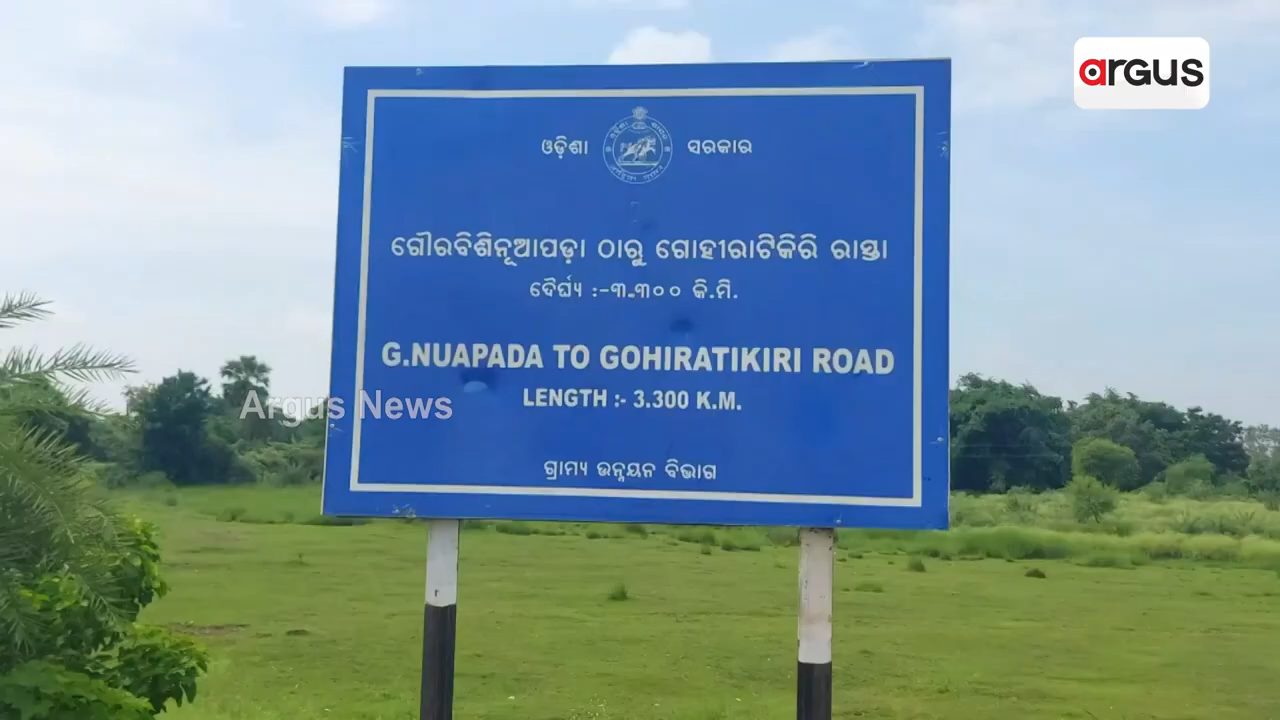 argus
ଓଡ଼ିଶା ସରକାର
ଗୌରବିଶିନୂଆପଡ଼ା ଠାରୁ ଗୋହୀରାଟିକିରି ରାସ୍ତା
ଦୈର୍ଘ୍ୟ :-୩.୩୦୦ କି.ମି.
G.NUAPADA TO GOHIRATIKIRI ROAD
LENGTH :- 3.300 K.M.
Argus News
ଗ୍ରାମ୍ୟ ଉନ୍ନୟନ ବିଭାଗ